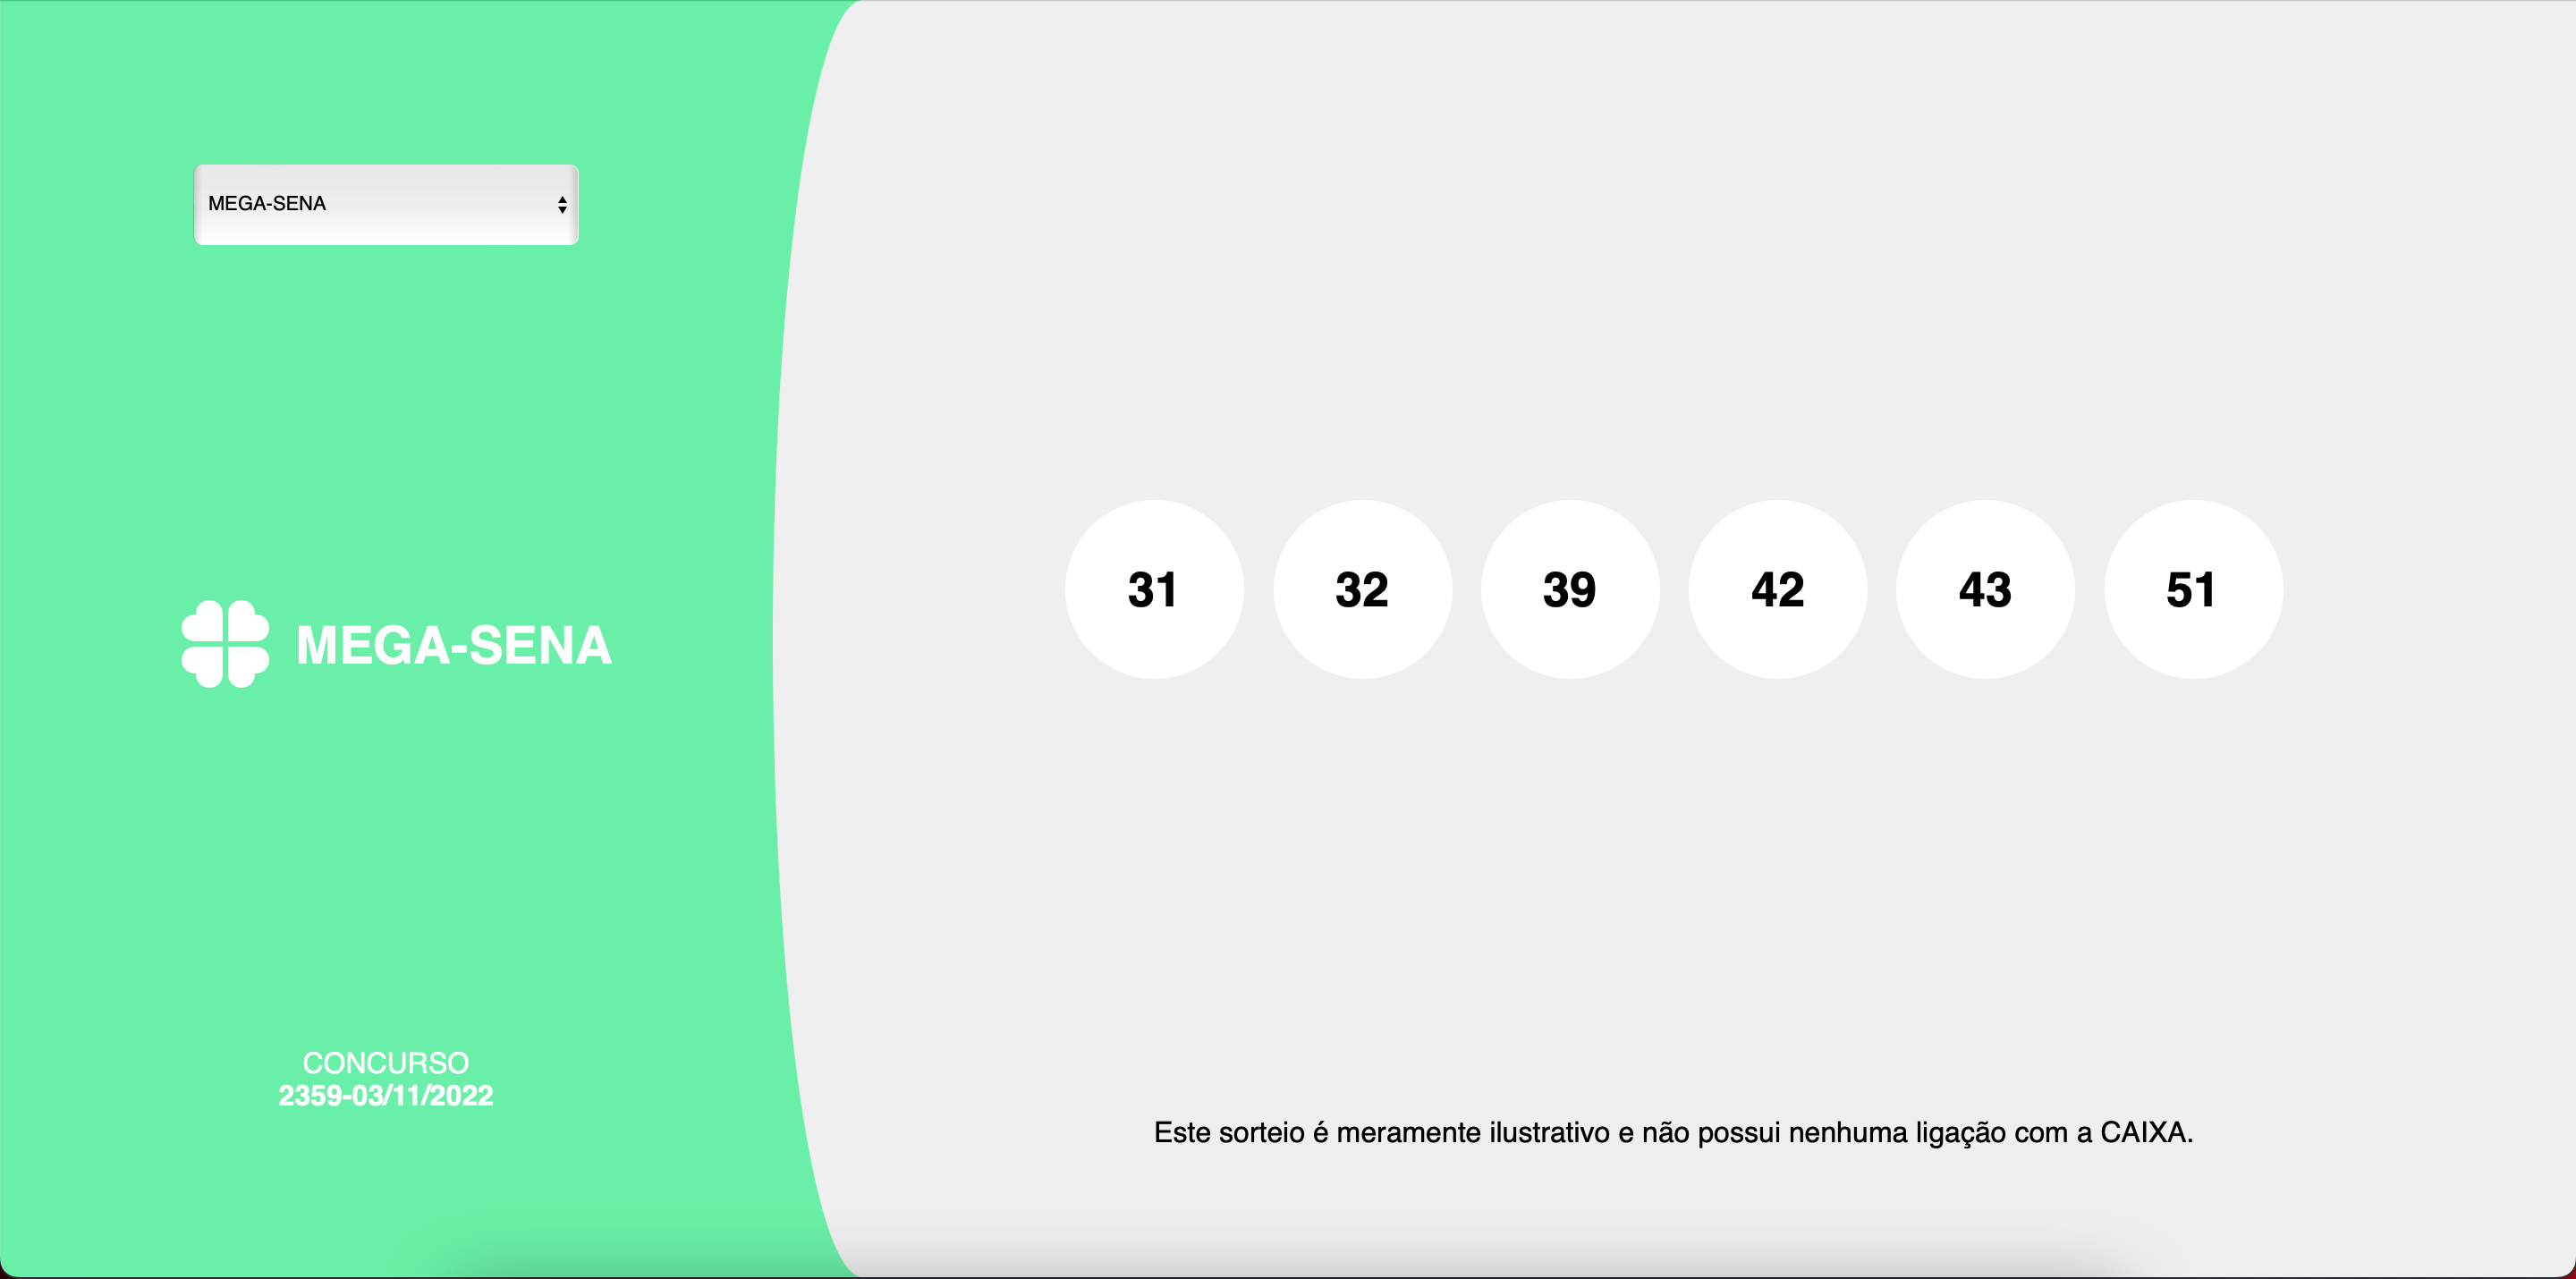 MEGA-SENA
MEGA-SENA
CONCURSO
2359-03/11/2022
31 32 39 42 43 51
Este sorteio é meramente ilustrativo e não possui nenhuma ligação com a CAIXA.